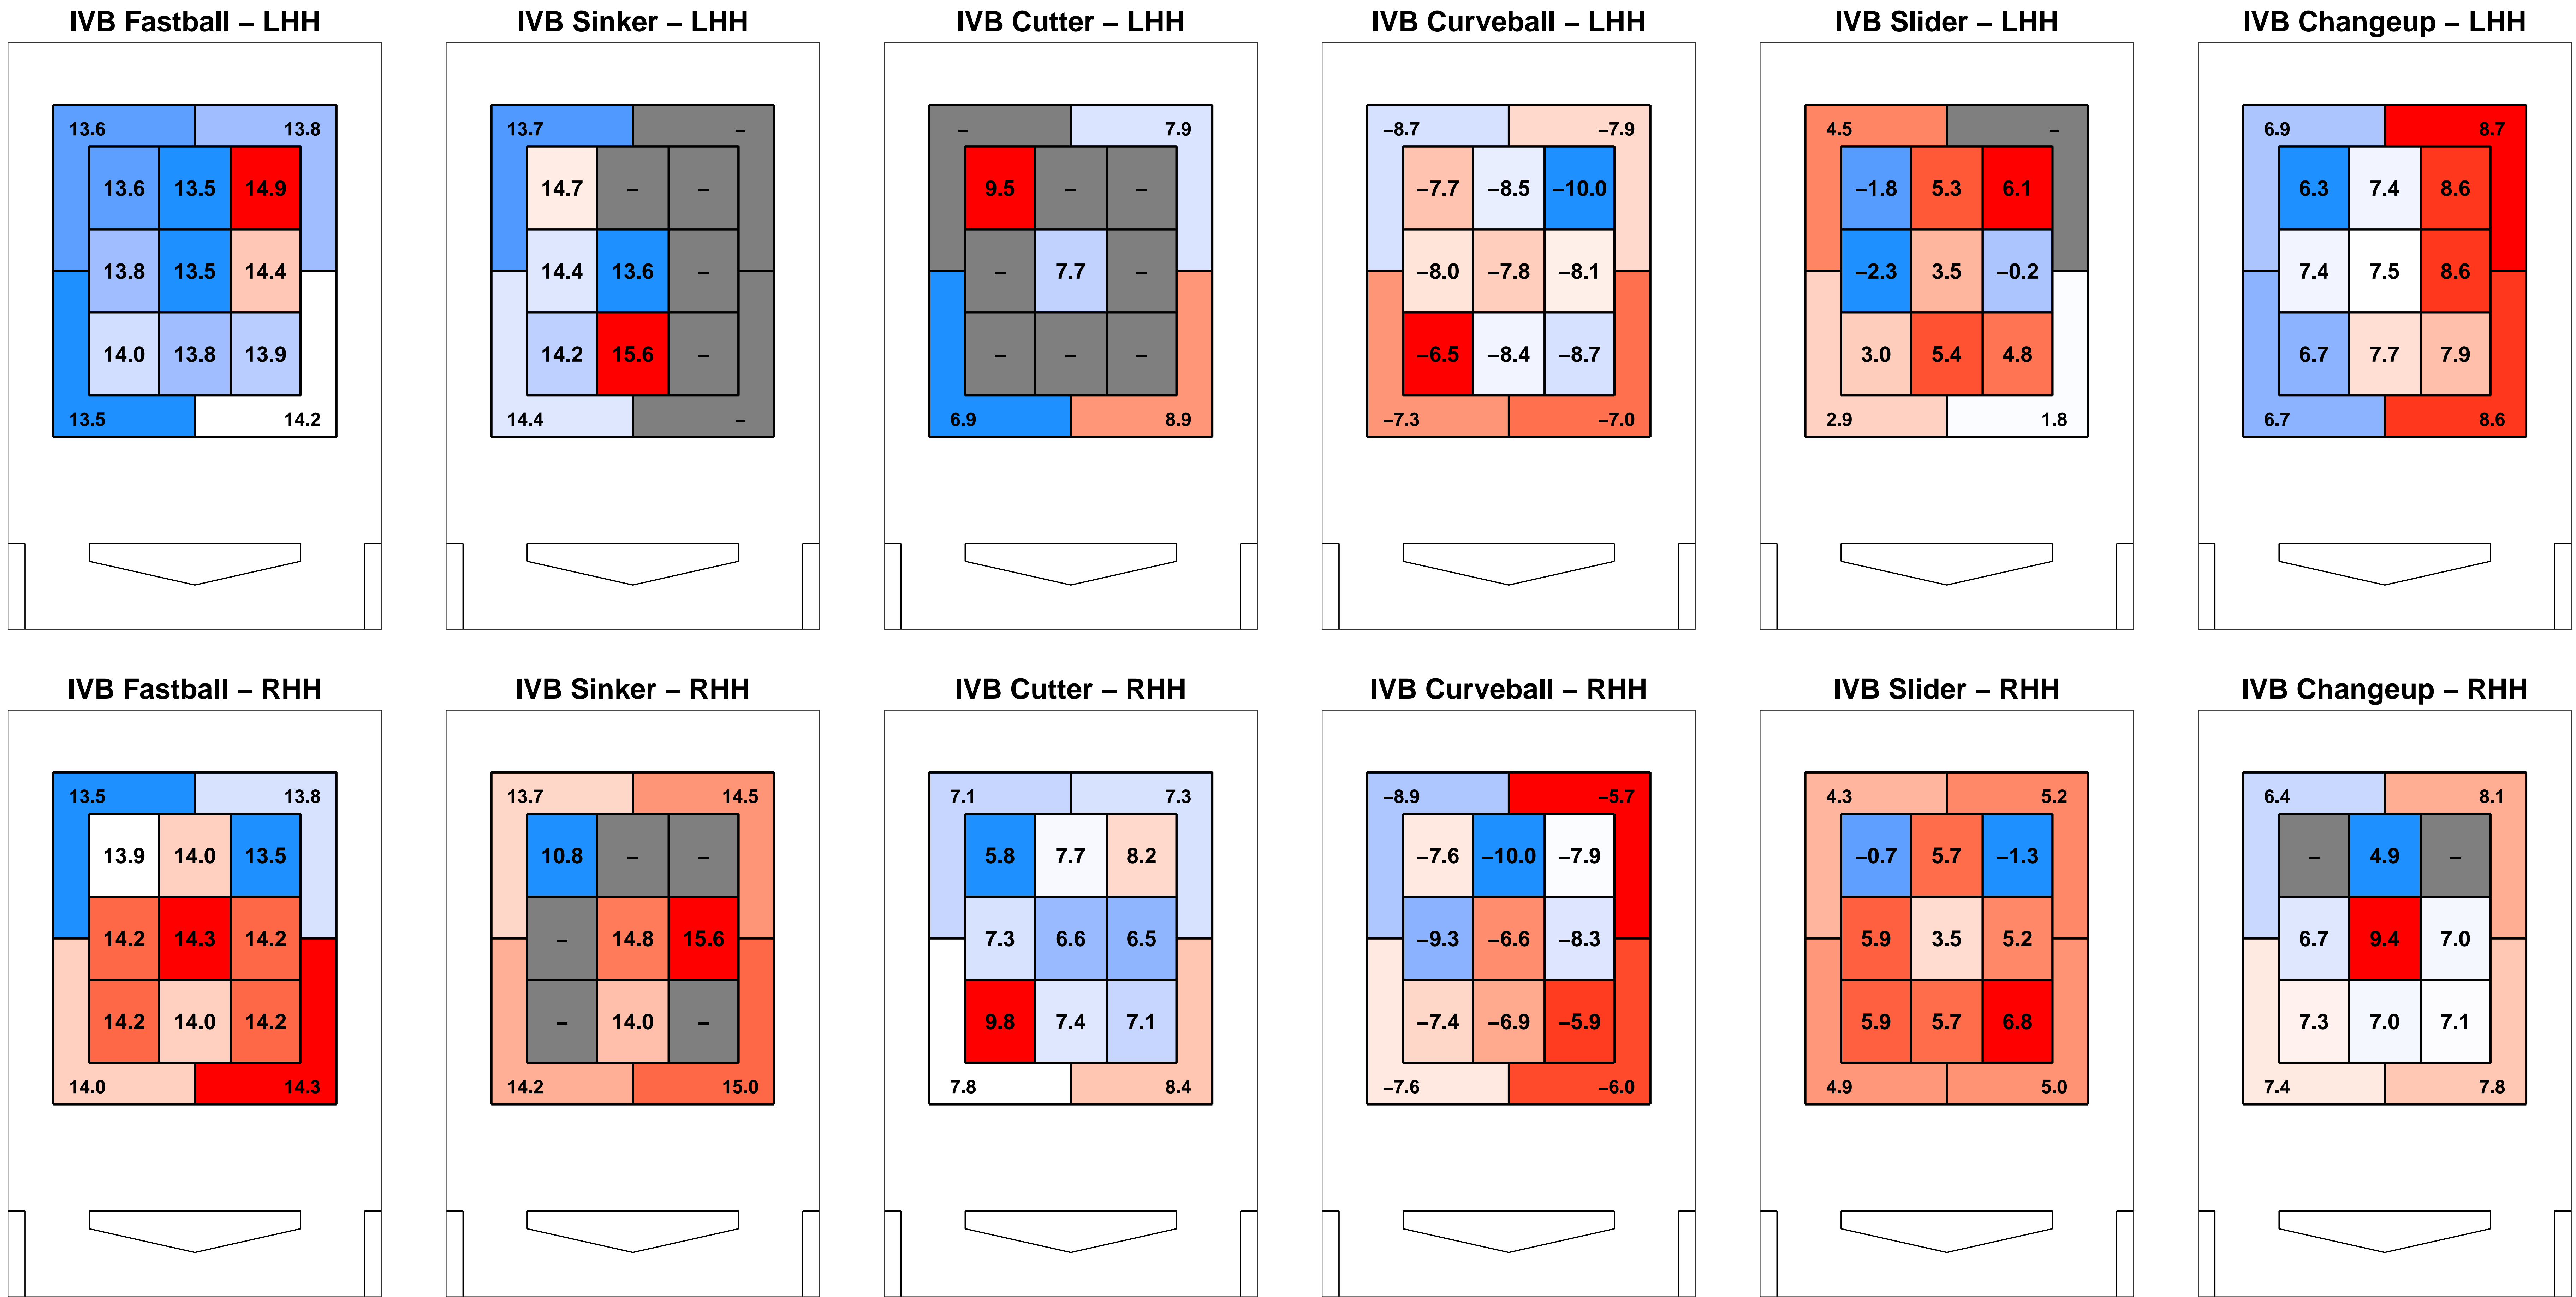 IVB Fastball – LHH IVB Sinker – LHH IVB Cutter – LHH IVB Curveball – LHH IVB Slider – LHH IVB Changeup – LHH
13.6 13.8 13.7 – – 7.9 –8.7 –7.9 4.5 – 6.9 8.7
13.6 13.5 14.9 14.7 – – 9.5 – – –7.7 –8.5 –10.0 –1.8 5.3 6.1 6.3 7.4 8.6
13.8 13.5 14.4 14.4 13.6 – – 7.7 – –8.0 –7.8 –8.1 –2.3 3.5 –0.2 7.4 7.5 8.6
14.0 13.8 13.9 14.2 15.6 – – – – –6.5 –8.4 –8.7 3.0 5.4 4.8 6.7 7.7 7.9
13.5 14.2 14.4 – 6.9 8.9 –7.3 –7.0 2.9 1.8 6.7 8.6
IVB Fastball – RHH IVB Sinker – RHH IVB Cutter – RHH IVB Curveball – RHH IVB Slider – RHH IVB Changeup – RHH
13.5 13.8 13.7 14.5 7.1 7.3 –8.9 –5.7 4.3 5.2 6.4 8.1
13.9 14.0 13.5 10.8 – – 5.8 7.7 8.2 –7.6 –10.0 –7.9 –0.7 5.7 –1.3 – 4.9 –
14.2 14.3 14.2 – 14.8 15.6 7.3 6.6 6.5 –9.3 –6.6 –8.3 5.9 3.5 5.2 6.7 9.4 7.0
14.2 14.0 14.2 – 14.0 – 9.8 7.4 7.1 –7.4 –6.9 –5.9 5.9 5.7 6.8 7.3 7.0 7.1
14.0 14.3 14.2 15.0 7.8 8.4 –7.6 –6.0 4.9 5.0 7.4 7.8